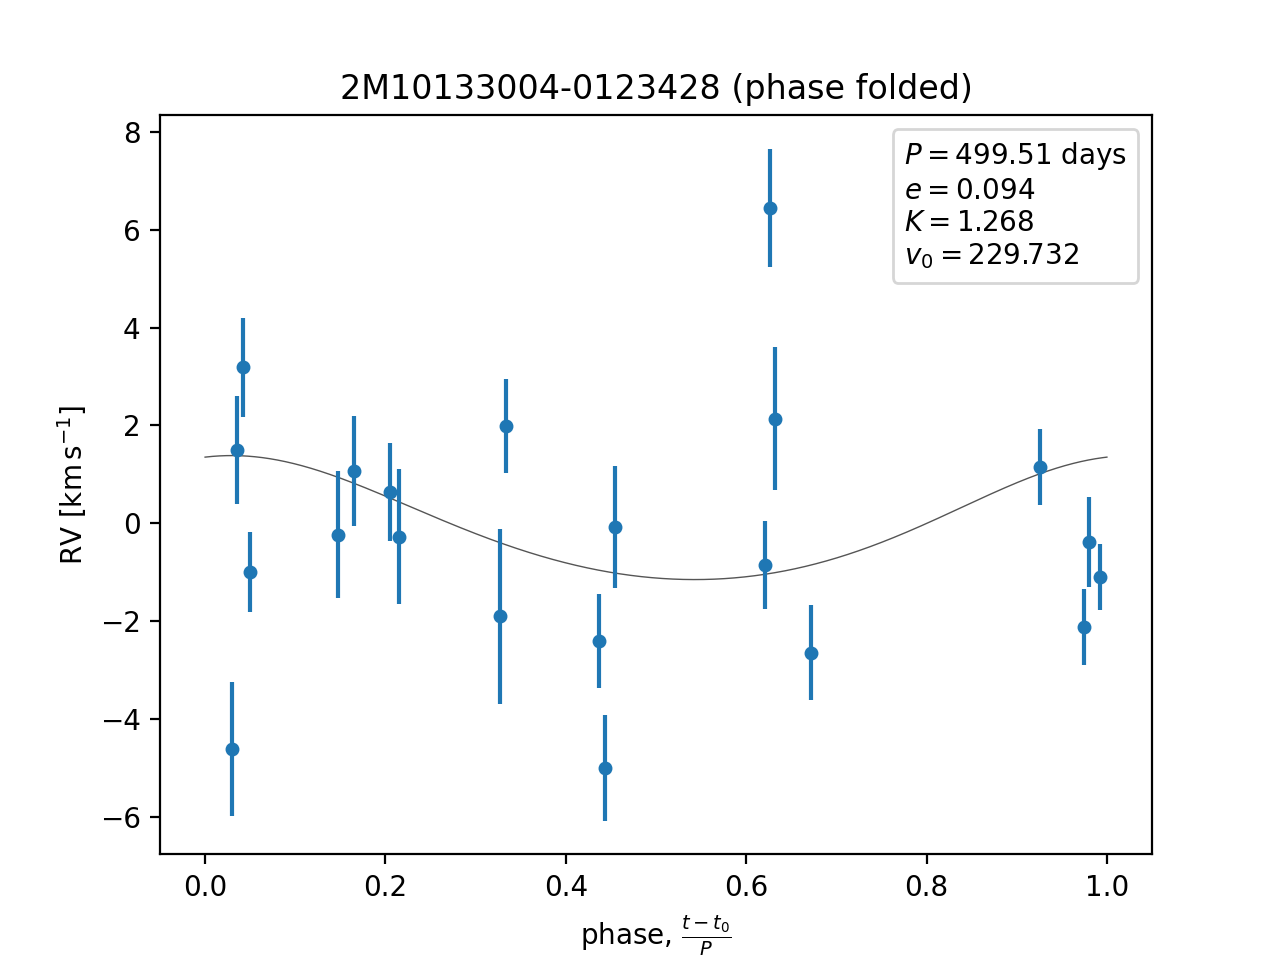 2M10133004-0123428 (phase folded)
P = 499.51 days
e = 0.094
K = 1.268
v₀ = 229.732
8
6
4
2
0
−2
−4
−6
RV [km s⁻¹]
0.0 0.2 0.4 0.6 0.8 1.0
phase, (t − t₀)/P